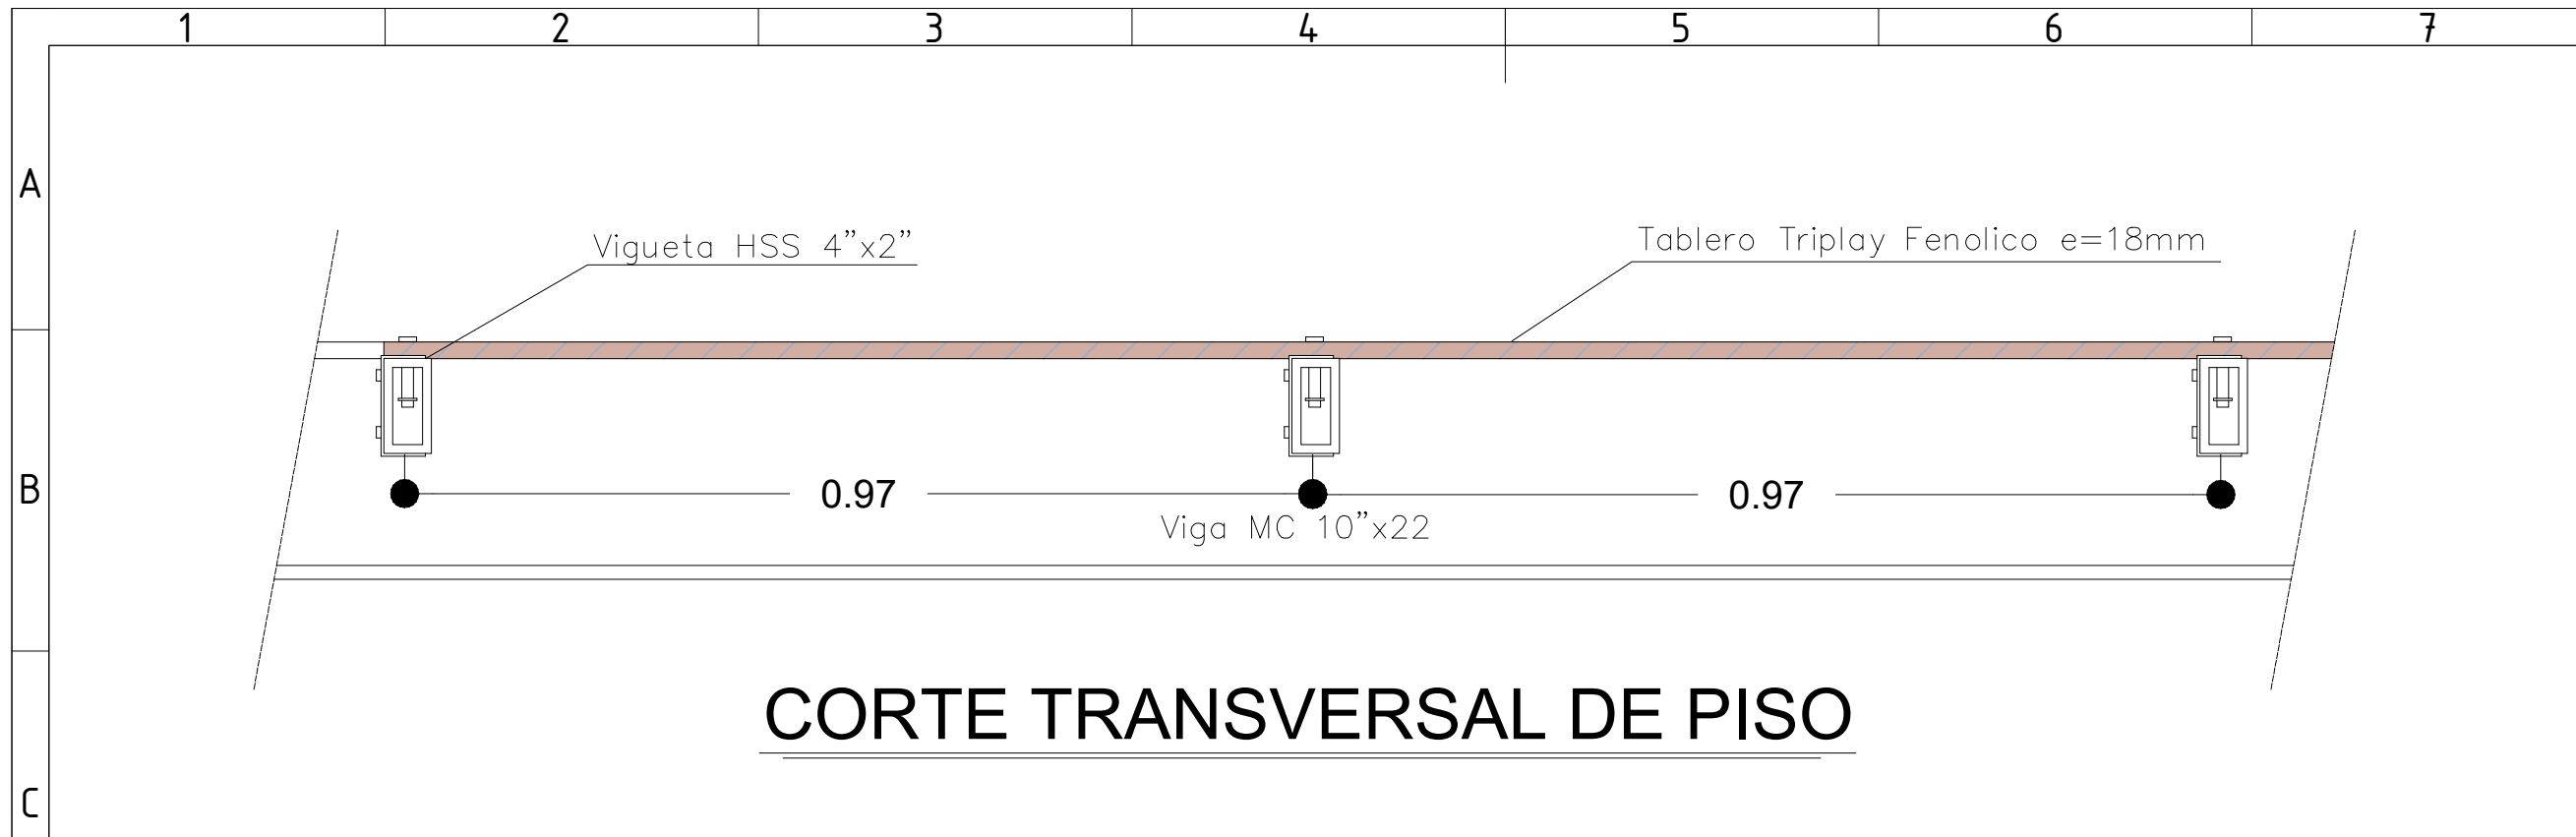 1 2 3 4 5 6 7
A
Vigueta HSS 4”x2”
Tablero Triplay Fenolico e=18mm
B
0.97
0.97
Viga MC 10”x22
CORTE TRANSVERSAL DE PISO
C